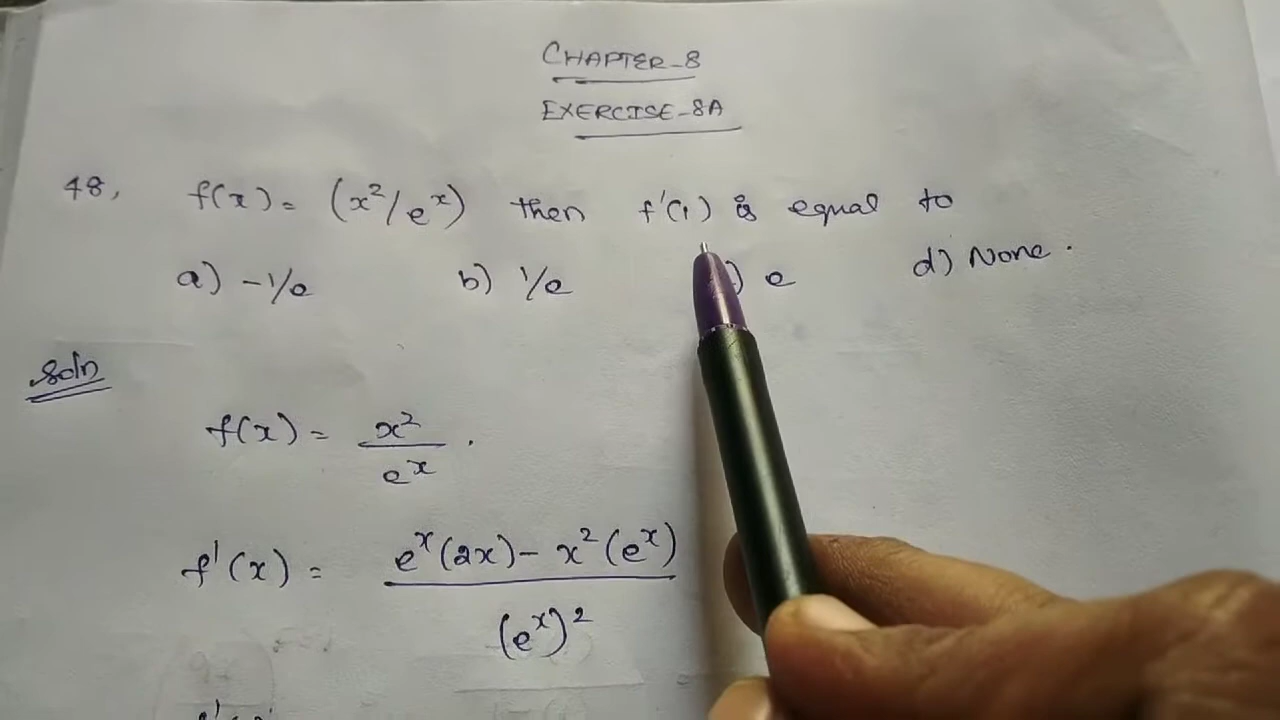 CHAPTER-8
EXERCISE-8A
48, f(x) = (x²/eˣ) then f'(1) is equal to
a) -1/e b) 1/e ) e d) None.
Soln
f(x) = x²/eˣ.
f'(x) = eˣ(2x) - x²(eˣ) / (eˣ)²